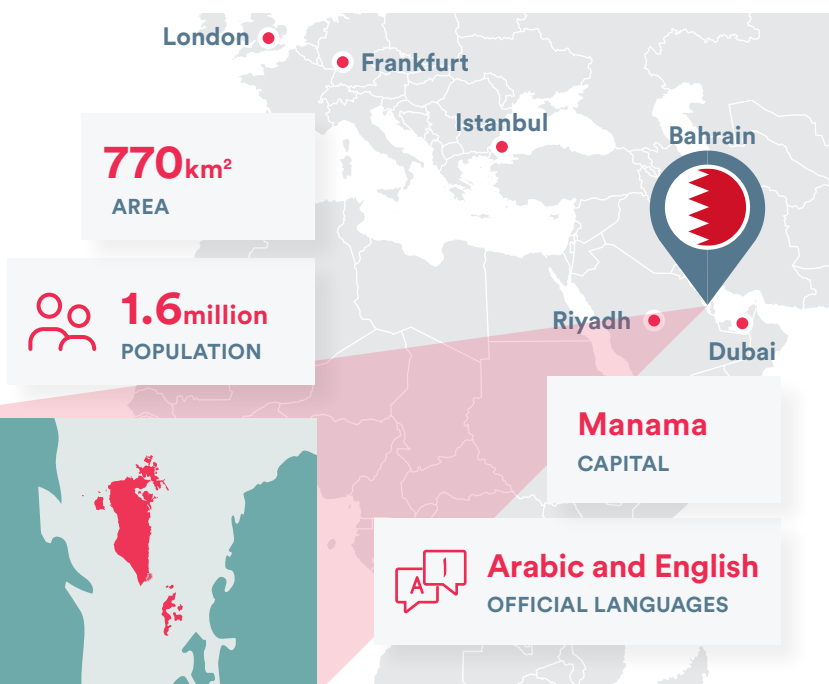 London
Frankfurt
Istanbul
Bahrain
770km²
AREA
1.6million
POPULATION
Riyadh
Dubai
Manama
CAPITAL
A ا
Arabic and English
OFFICIAL LANGUAGES